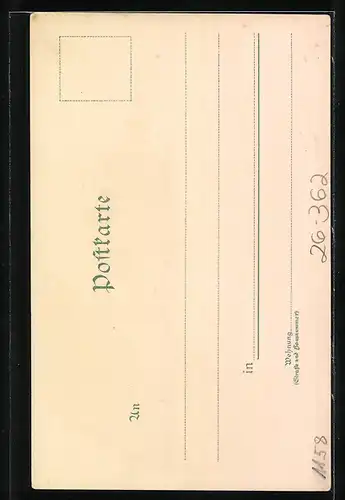 Postkarte
An
in
Wohnung
(Straße und Hausnummer)
26-362
1158